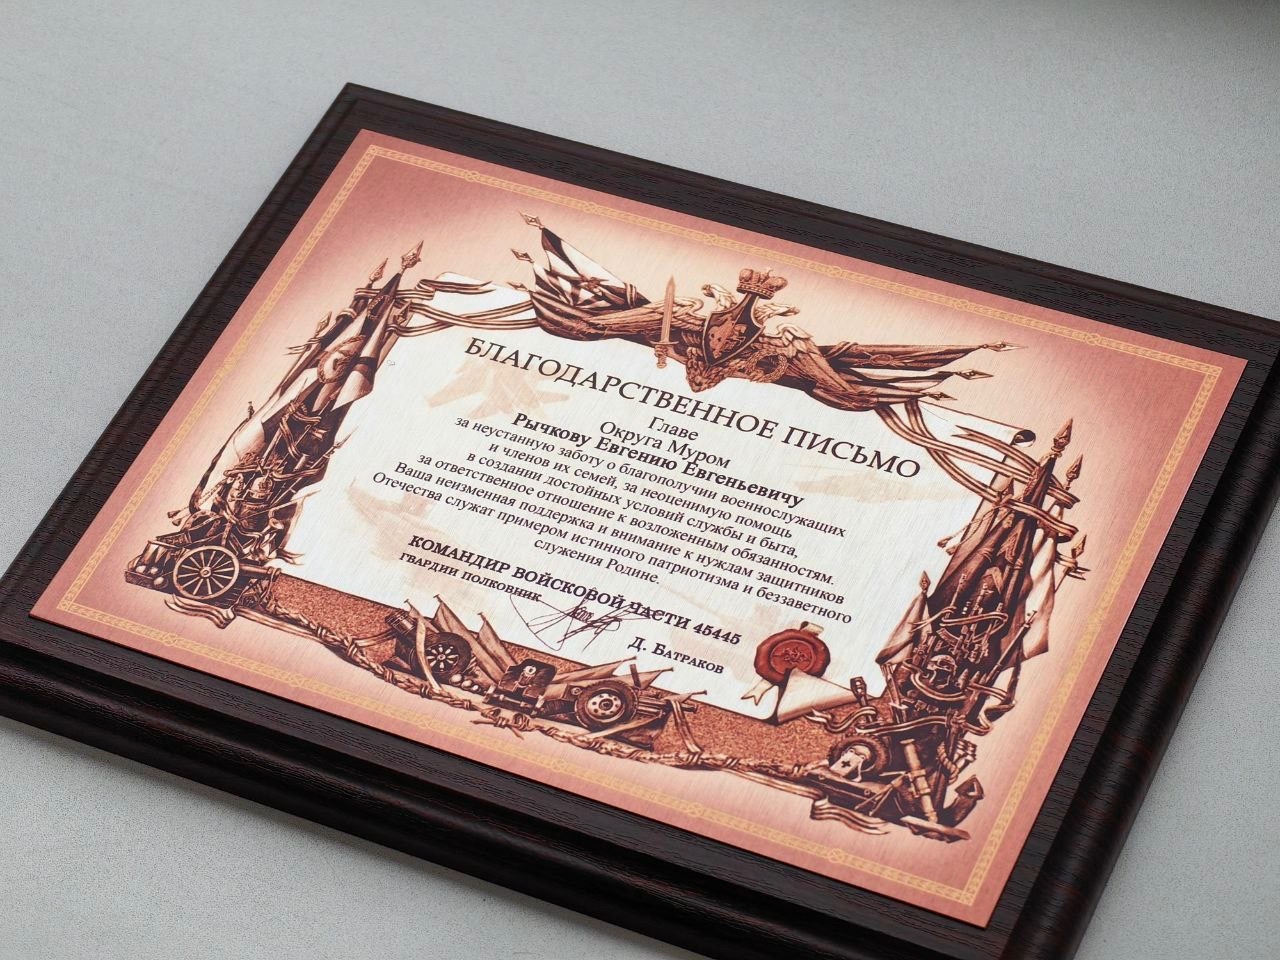 БЛАГОДАРСТВЕННОЕ ПИСЬМО
Главе
Округа Муром
Рычкову Евгению Евгеньевичу
за неустанную заботу о благополучии военнослужащих
и членов их семей, за неоценимую помощь
в создании достойных условий службы и быта,
за ответственное отношение к возложенным обязанностям.
Ваша неизменная поддержка и внимание к нуждам защитников
Отечества служат примером истинного патриотизма и беззаветного
служения Родине.
КОМАНДИР ВОЙСКОВОЙ ЧАСТИ 45445
ГВАРДИИ ПОЛКОВНИК
Д. БАТРАКОВ